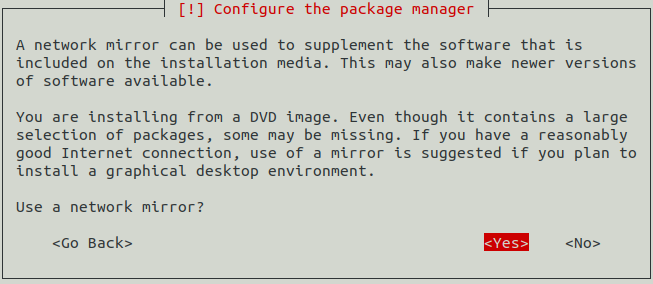 [!] Configure the package manager
A network mirror can be used to supplement the software that is
included on the installation media. This may also make newer versions
of software available.
You are installing from a DVD image. Even though it contains a large
selection of packages, some may be missing. If you have a reasonably
good Internet connection, use of a mirror is suggested if you plan to
install a graphical desktop environment.
Use a network mirror?
<Go Back> <Yes> <No>